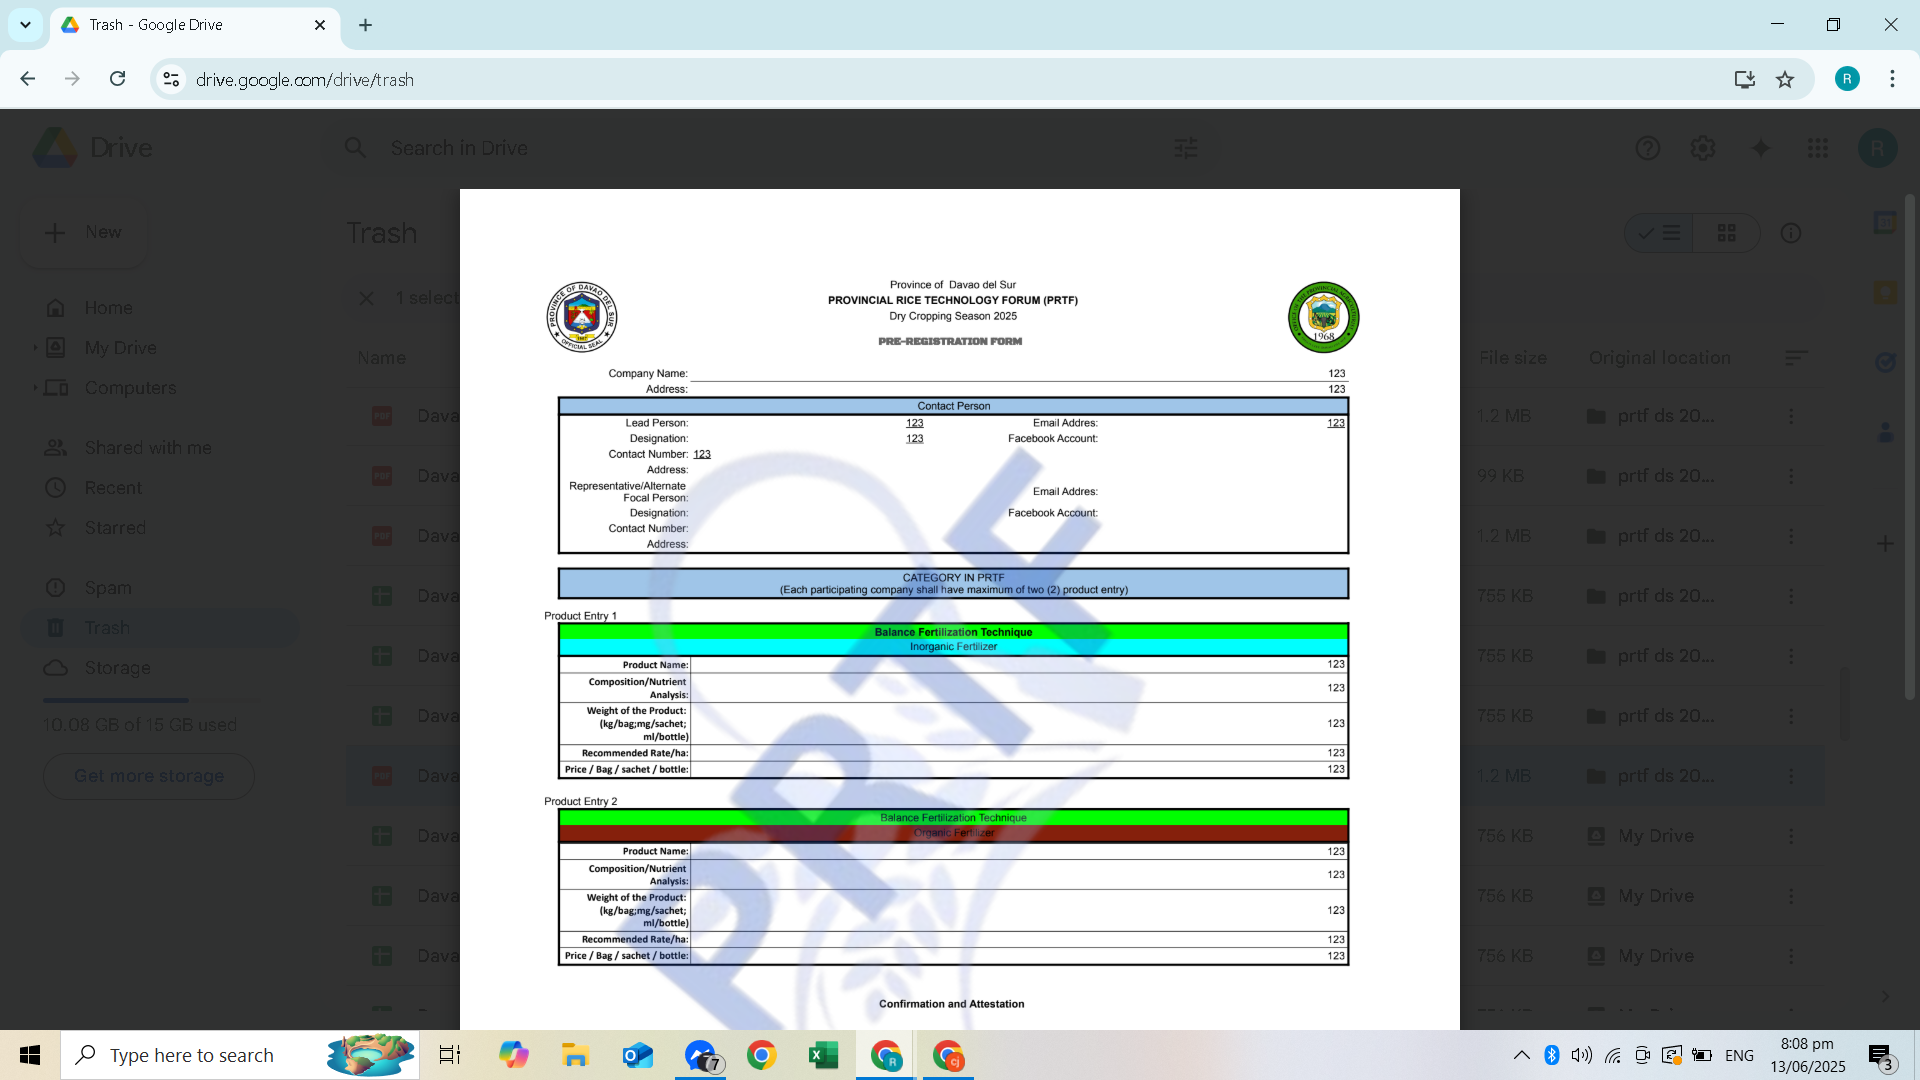 Trash - Google Drive
drive.google.com/drive/trash
R
Drive
Search in Drive
R
New
Trash
1 select
Home
My Drive
Computers
Shared with me
Recent
Starred
Spam
Trash
Storage
10.08 GB of 15 GB used
Get more storage
Name
File size
Original location
Dava
1.2 MB
prtf ds 20...
Dava
99 KB
prtf ds 20...
Dava
1.2 MB
prtf ds 20...
Dava
755 KB
prtf ds 20...
Dava
755 KB
prtf ds 20...
Dava
755 KB
prtf ds 20...
Dava
1.2 MB
prtf ds 20...
Dava
756 KB
My Drive
Dava
756 KB
My Drive
Dava
756 KB
My Drive
PROVINCE OF DAVAO DEL SUR
OFFICIAL SEAL
1968
Province of Davao del Sur
PROVINCIAL RICE TECHNOLOGY FORUM (PRTF)
Dry Cropping Season 2025
PRE-REGISTRATION FORM
Company Name: 123
Address: 123
Contact Person
Lead Person: 123 Email Addres: 123
Designation: 123 Facebook Account:
Contact Number: 123
Address:
Representative/Alternate
Focal Person: Email Addres:
Designation: Facebook Account:
Contact Number:
Address:
CATEGORY IN PRTF
(Each participating company shall have maximum of two (2) product entry)
Product Entry 1
Balance Fertilization Technique
Inorganic Fertilizer
Product Name: 123
Composition/Nutrient
Analysis: 123
Weight of the Product:
(kg/bag;mg/sachet; 123
ml/bottle)
Recommended Rate/ha: 123
Price / Bag / sachet / bottle: 123
Product Entry 2
Balance Fertilization Technique
Organic Fertilizer
Product Name: 123
Composition/Nutrient
Analysis: 123
Weight of the Product:
(kg/bag;mg/sachet; 123
ml/bottle)
Recommended Rate/ha: 123
Price / Bag / sachet / bottle: 123
Confirmation and Attestation
PRTF
Type here to search
7
R
cj
ENG
8:08 pm
13/06/2025
3